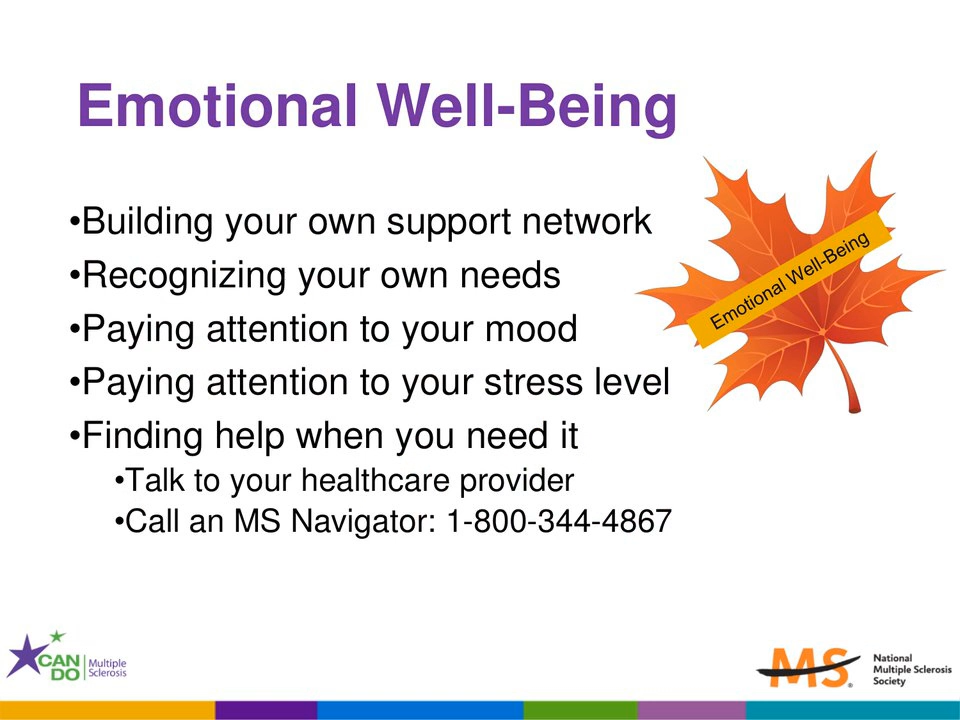 Emotional Well-Being
•Building your own support network
•Recognizing your own needs
•Paying attention to your mood
•Paying attention to your stress level
•Finding help when you need it
•Talk to your healthcare provider
•Call an MS Navigator: 1-800-344-4867
Emotional Well-Being
CAN
DO
Multiple
Sclerosis
MS®
National
Multiple Sclerosis
Society